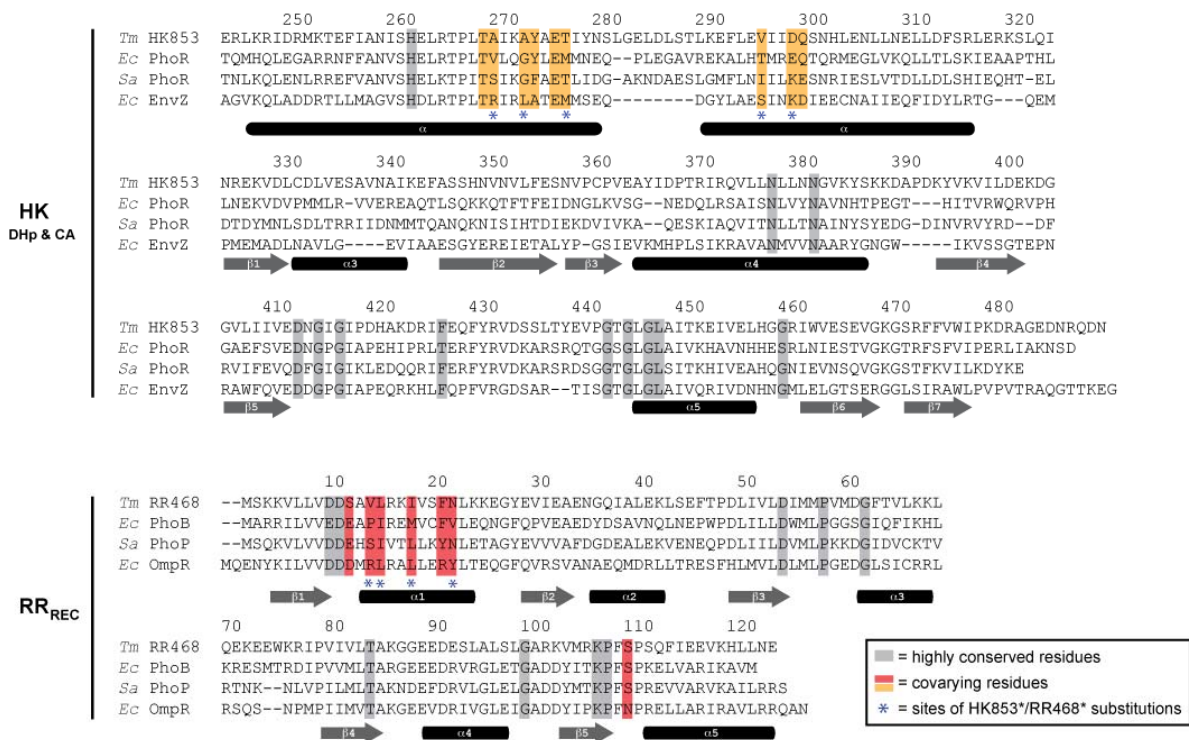 250 260 270 280 290 300 310 320
Tm HK853 ERLKRIDRMKTEFIANISHELRTPLTAIKAYAETIYNSLGELDLSTLKEFLEVIIDQSNHLENLLNELLDFSRLERKSLQI
Ec PhoR TQMHQLEGARRNFFANVSHELRTPLTVLQGYLEMMNEQ--PLEGAVREKALHTMREQTQRMEGLVKQLLTLSKIEAAPTHL
Sa PhoR TNLKQLENLRREFVANVSHELKTPITSIKGFAETLIDGAKNDAESLGMFLNIILKESNRIESLVTDLLDLSHIEQHT-EL
Ec EnvZ AGVKQLADDRTLLMAGVSHDLRTPLTRIRLATEMMSEQ--------DGYLAESINKDIEECNAIIEQFIDYLRTG---QEM
* * * * *
α α
330 340 350 360 370 380 390 400
Tm HK853 NREKVDLCDLVESAVNAIKEFASSHNVNVLFESNVPCPVEAYIDPTRIRQVLLNLLNNGVKYSKKDAPDKYVKVILDEKDG
Ec PhoR LNEKVDVPMMLR-VVEREAQTLSQKKQTFTFEIDNGLKVSG--NEDQLRSAISNLVYNAVNHTPEGT---HITVRWQRVPH
Sa PhoR DTDYMNLSDLTRRIIDNMMTQANQKNISIHTDIEKDVIVKA--QESKIAQVITNLLTNAINYSYEDG-DINVRVYRD--DF
Ec EnvZ PMEMADLNAVLG----EVIAAESGYEREIETALYPG-SIEVKMHPLSIKRAVANMVVNAARYGNGW-----IKVSSGTEPN
β1 α3 β2 β3 α4 β4
410 420 430 440 450 460 470 480
Tm HK853 GVLIIVEDNGIGIPDHAKDRIFEQFYRVDSSLTYEVPGTGLGLAITKEIVELHGGRIWVESEVGKGSRFFVWIPKDRAGEDNRQDN
Ec PhoR GAEFSVEDNGPGIAPEHIPRLTERFYRVDKARSRQTGGSGLGLAIVKHAVNHHESRLNIESTVGKGTRFSFVIPERLIAKNSD
Sa PhoR RVIFEVQDFGIGIKLEDQQRIFERFYRVDKARSRDSGGTGLGLSITKHIVEAHQGNIEVNSQVGKGSTFKVILKDYKE
Ec EnvZ RAWFQVEDDGPGIAPEQRKHLFQPFVRGDSAR--TISGTGLGLAIVQRIVDNHNGMLELGTSERGGLSIRAWLPVPVTRAQGTTKEG
β5 α5 β6 β7
HK
DHp & CA
10 20 30 40 50 60
Tm RR468 --MSKKVLLVDDSAVLRKIVSFNLKKEGYEVIEAENGQIALEKLSEFTPDLIVLDIMMPVMDGFTVLKKL
Ec PhoB --MARRILVVEDEAPIREMVCFVLEQNGFQPVEAEDYDSAVNQLNEPWPDLILLDWMLPGGSGIQFIKHL
Sa PhoP --MSQKVLVVDDEHSIVTLLKYNLETAGYEVVVAFDGDEALEKVENEQPDLIILDVMLPKKDGIDVCKTV
Ec OmpR MQENYKILVVDDDMRLRALLERYLTEQGFQVRSVANAEQMDRLLTRESFHLMVLDLMLPGEDGLSICRRL
* * * *
β1 α1 β2 α2 β3 α3
RR REC
70 80 90 100 110 120
Tm RR468 QEKEEWKRIPVIVLTAKGGEEDESLALSLGARKVMRKPFSPSQFIEEVKHLLNE
Ec PhoB KRESMTRDIPVVMLTARGEEEDRVRGLETGADDYITKPFSPKELVARIKAVM
Sa PhoP RTNK--NLVPILMLTAKNDEFDRVLGLELGADDYMTKPFSPREVVARVKAILRRS
Ec OmpR RSQS--NPMPIIMVTAKGEEVDRIVGLEIGADDYIPKPFNPRELLARIRAVLRRQAN
β4 α4 β5 α5
= highly conserved residues
= covarying residues
* = sites of HK853*/RR468* substitutions